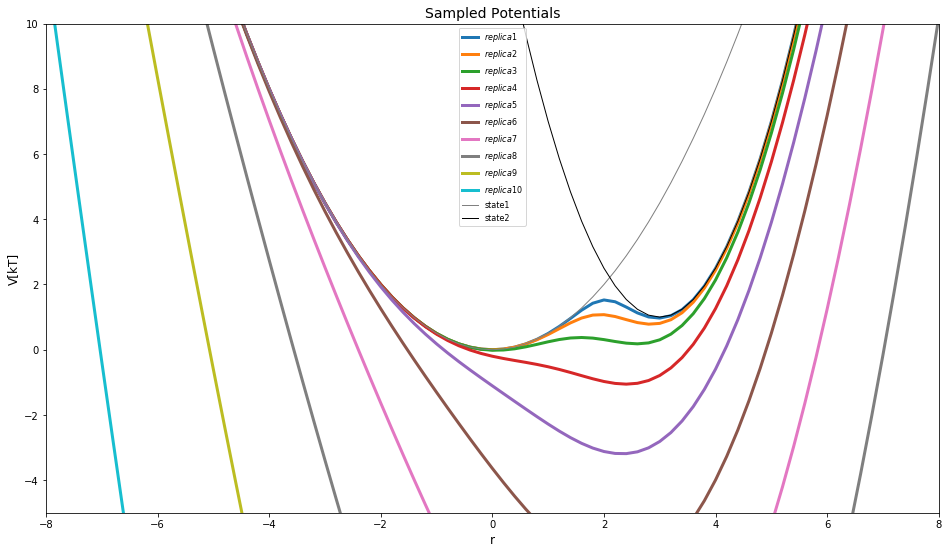 Sampled Potentials
V[kT]
10
8
6
4
2
0
−2
−4
replica1
replica2
replica3
replica4
replica5
replica6
replica7
replica8
replica9
replica10
state1
state2
−8 −6 −4 −2 0 2 4 6 8
r